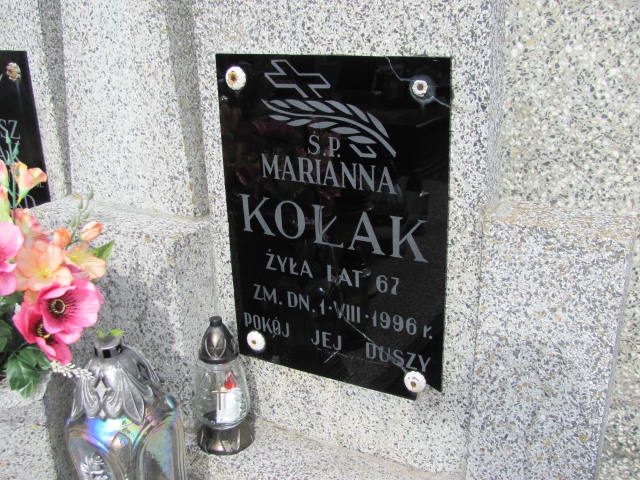 Ś.P.
MARIANNA
KOŁAK
ŻYŁA LAT 67
ZM. DN. 1·VIII·1996 r.
POKÓJ JEJ DUSZY